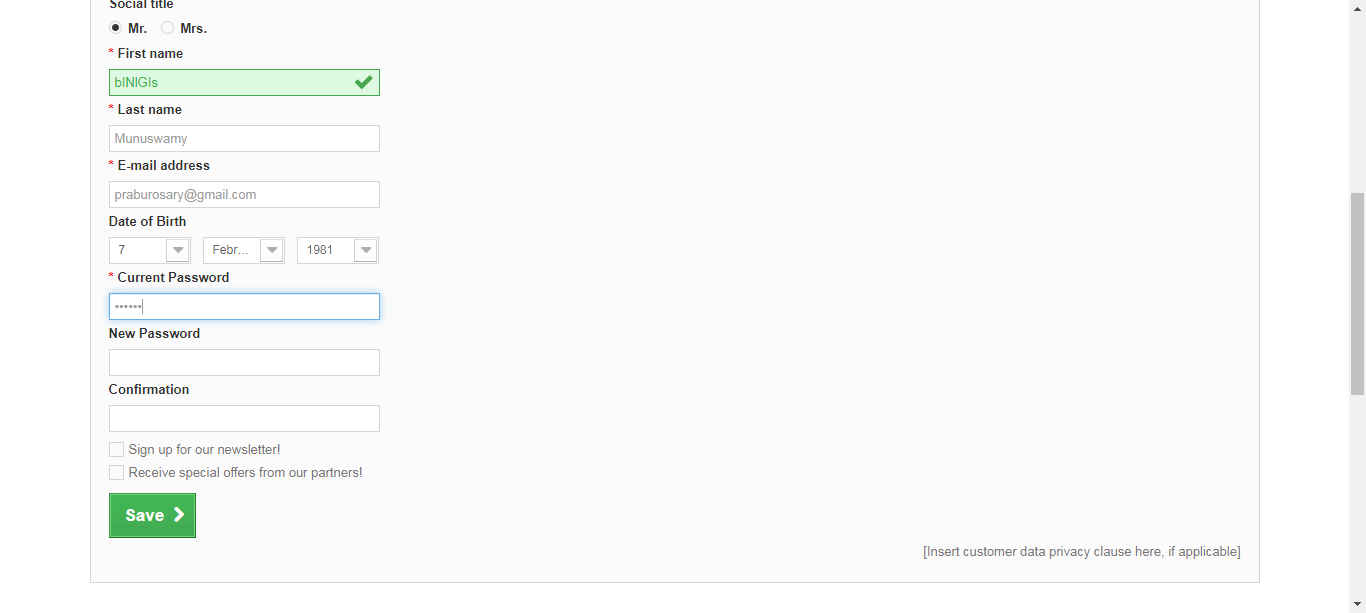 Social title
Mr. Mrs.
* First name
* Last name
Munuswamy
* E-mail address
praburosary@gmail.com
Date of Birth
7 Febr... 1981
* Current Password
••••••
New Password
Confirmation
Sign up for our newsletter!
Receive special offers from our partners!
Save
[Insert customer data privacy clause here, if applicable]